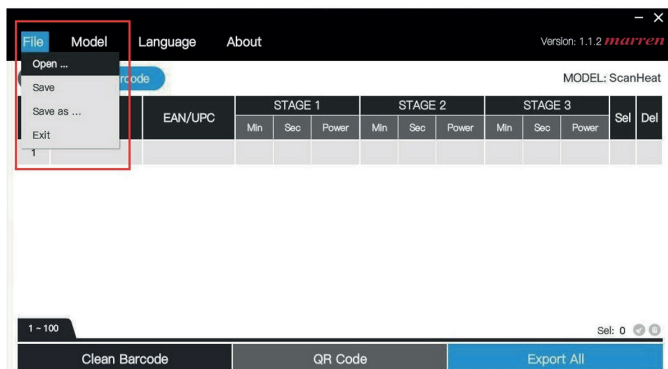 File Model Language About Version: 1.1.2 marren
Open ...
MODEL: ScanHeat
Save
Save as ...
Exit
EAN/UPC STAGE 1 STAGE 2 STAGE 3 Sel Del
Min Sec Power Min Sec Power Min Sec Power
1
1 ~ 100 Sel: 0
Clean Barcode QR Code Export All